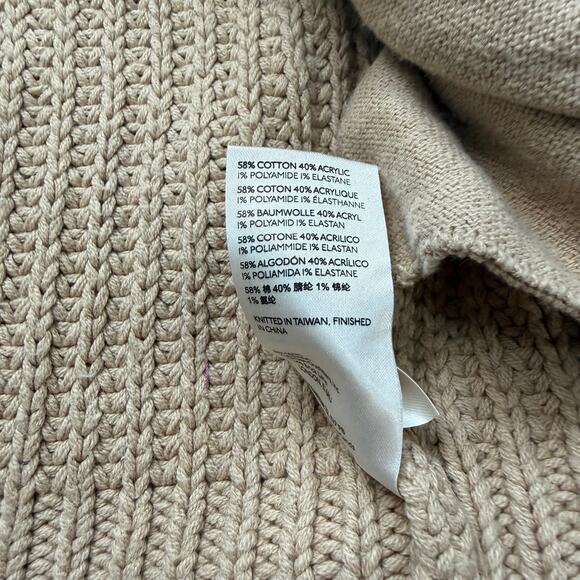 58% COTTON 40% ACRYLIC
1% POLYAMIDE 1% ELASTANE
58% COTON 40% ACRYLIQUE
1% POLYAMIDE 1% ÉLASTHANNE
58% BAUMWOLLE 40% ACRYL
1% POLYAMID 1% ELASTAN
58% COTONE 40% ACRILICO
1% POLIAMMIDE 1% ELASTAN
58% ALGODÓN 40% ACRÍLICO
1% POLIAMIDA 1% ELASTANE
58% 棉 40% 腈纶 1% 锦纶
1% 氨纶
KNITTED IN TAIWAN, FINISHED
IN CHINA